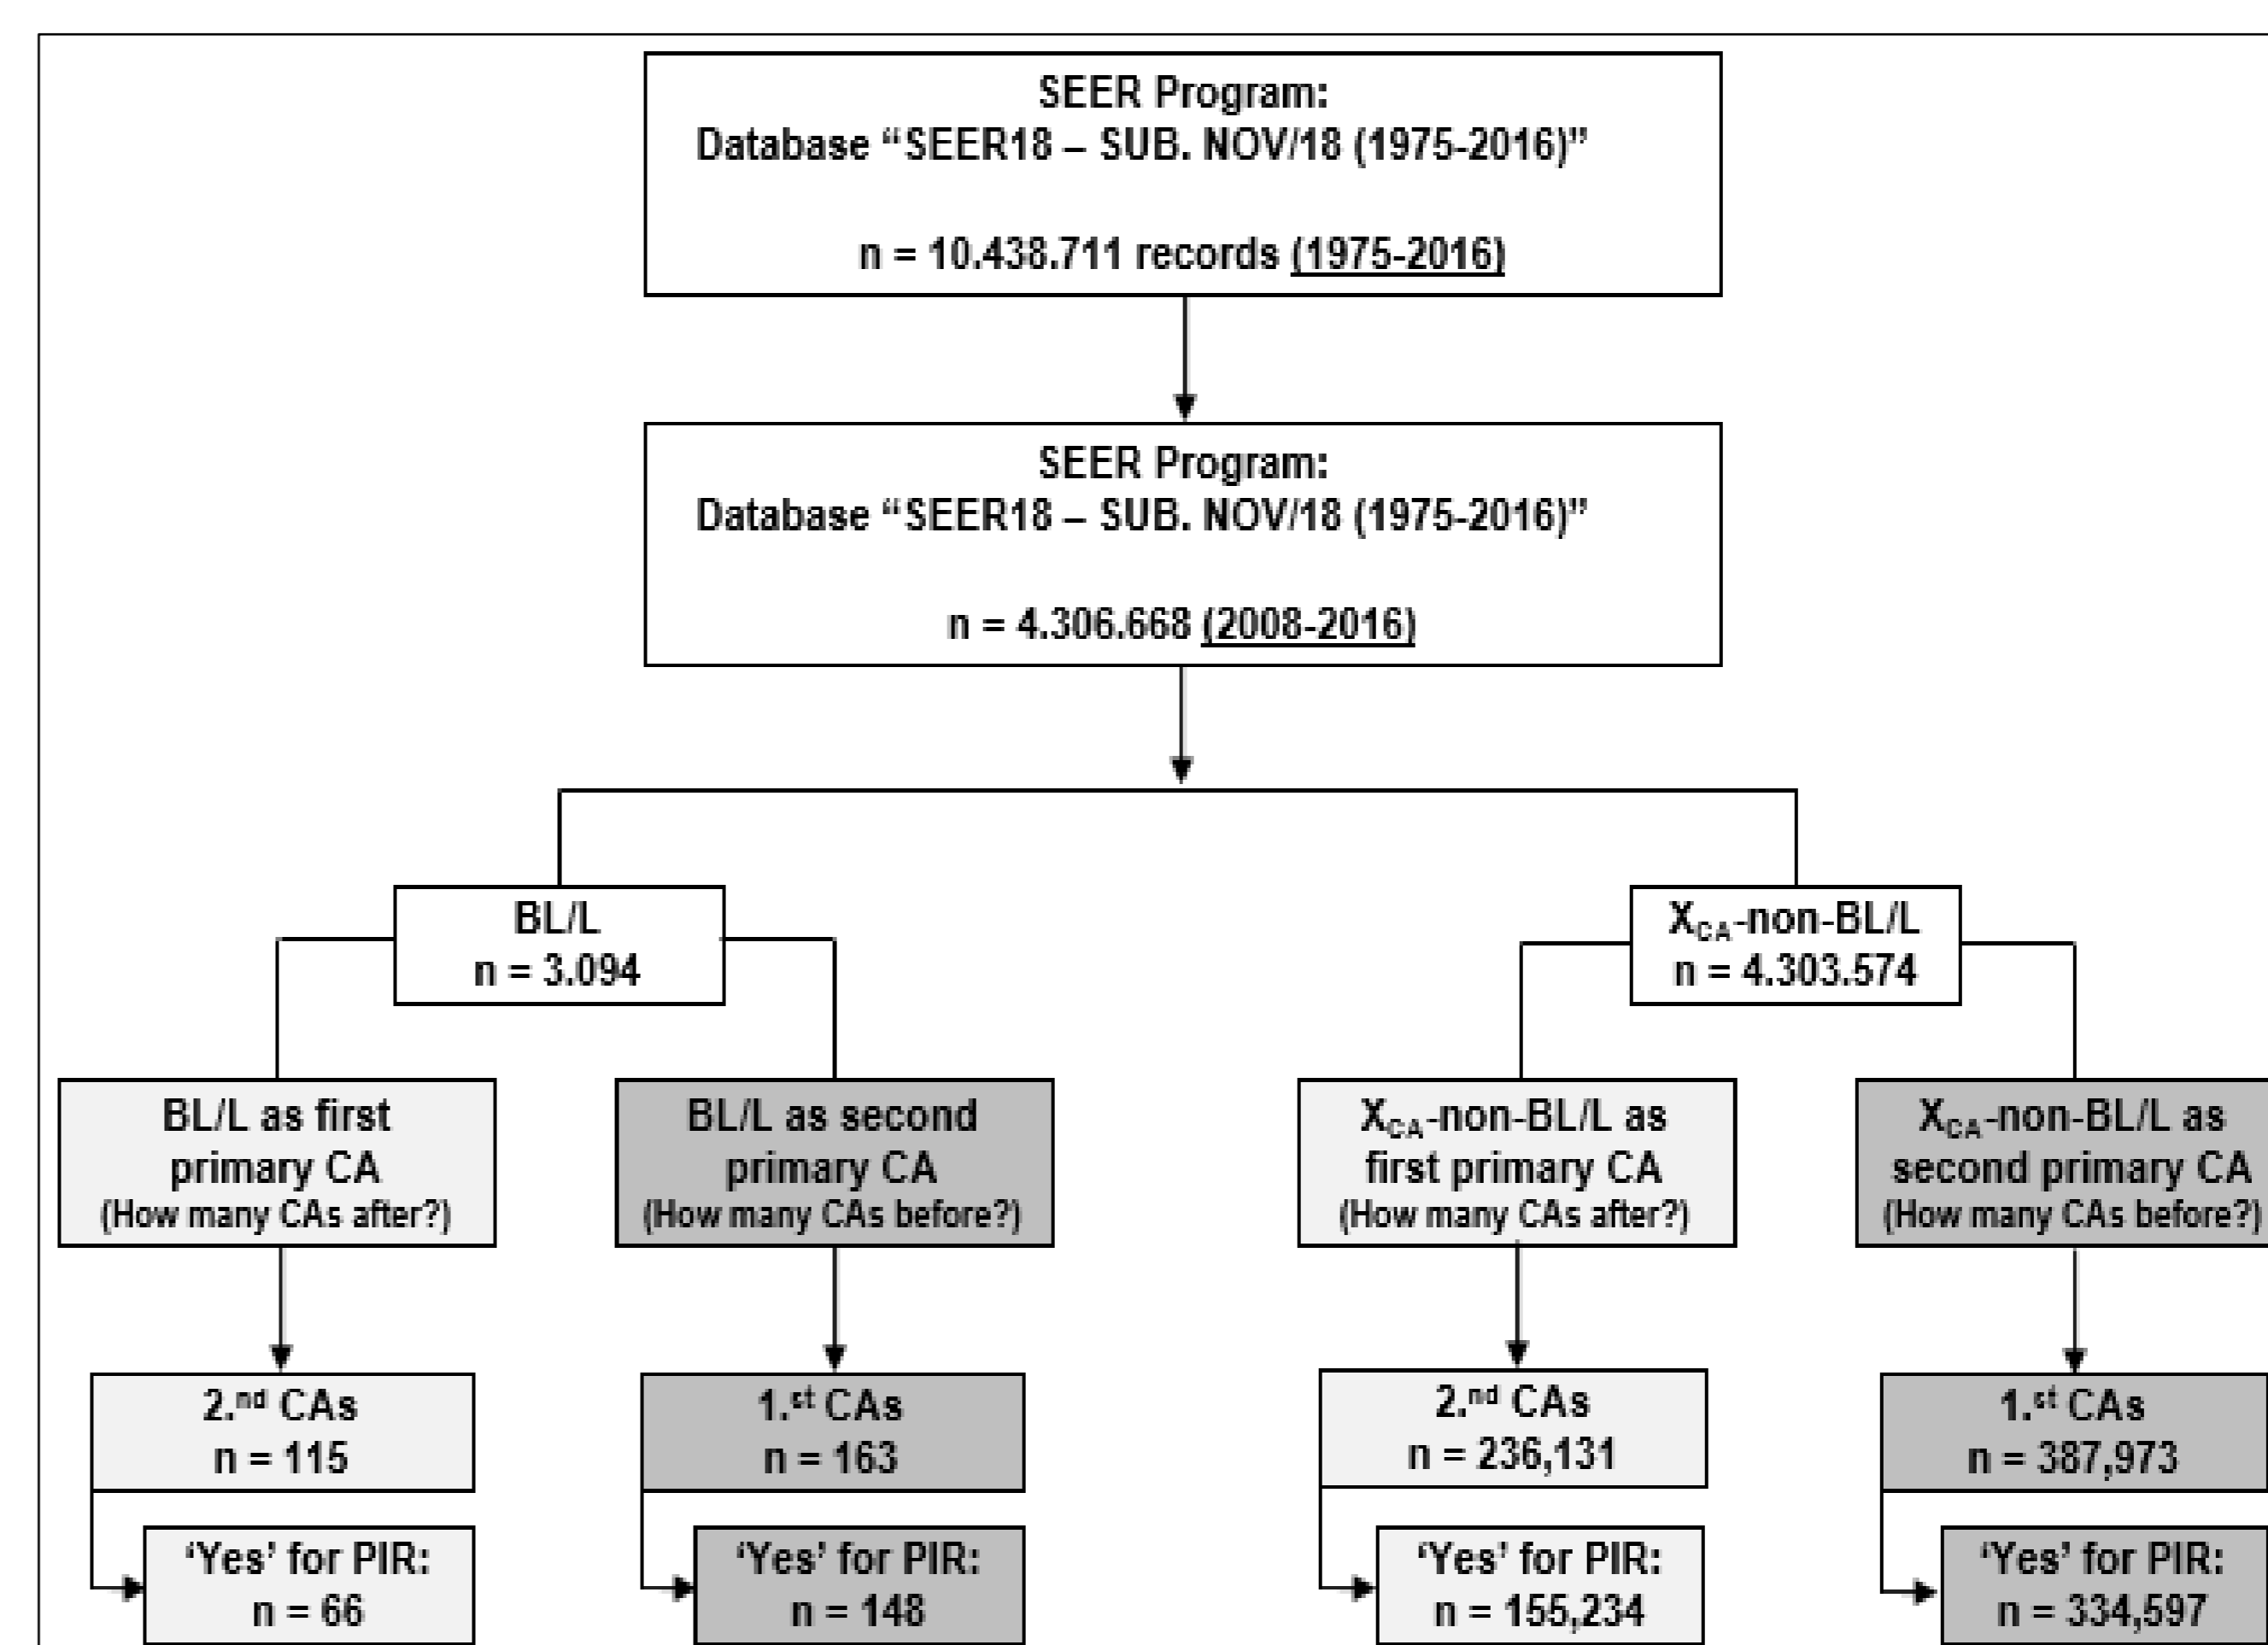 SEER Program:
Database “SEER18 – SUB. NOV/18 (1975-2016)”
n = 10.438.711 records (1975-2016)
SEER Program:
Database “SEER18 – SUB. NOV/18 (1975-2016)”
n = 4.306.668 (2008-2016)
BL/L
n = 3.094
XCA-non-BL/L
n = 4.303.574
BL/L as first
primary CA
(How many CAs after?)
BL/L as second
primary CA
(How many CAs before?)
XCA-non-BL/L as
first primary CA
(How many CAs after?)
XCA-non-BL/L as
second primary CA
(How many CAs before?)
2.nd CAs
n = 115
1.st CAs
n = 163
2.nd CAs
n = 236,131
1.st CAs
n = 387,973
‘Yes’ for PIR:
n = 66
‘Yes’ for PIR:
n = 148
‘Yes’ for PIR:
n = 155,234
‘Yes’ for PIR:
n = 334,597